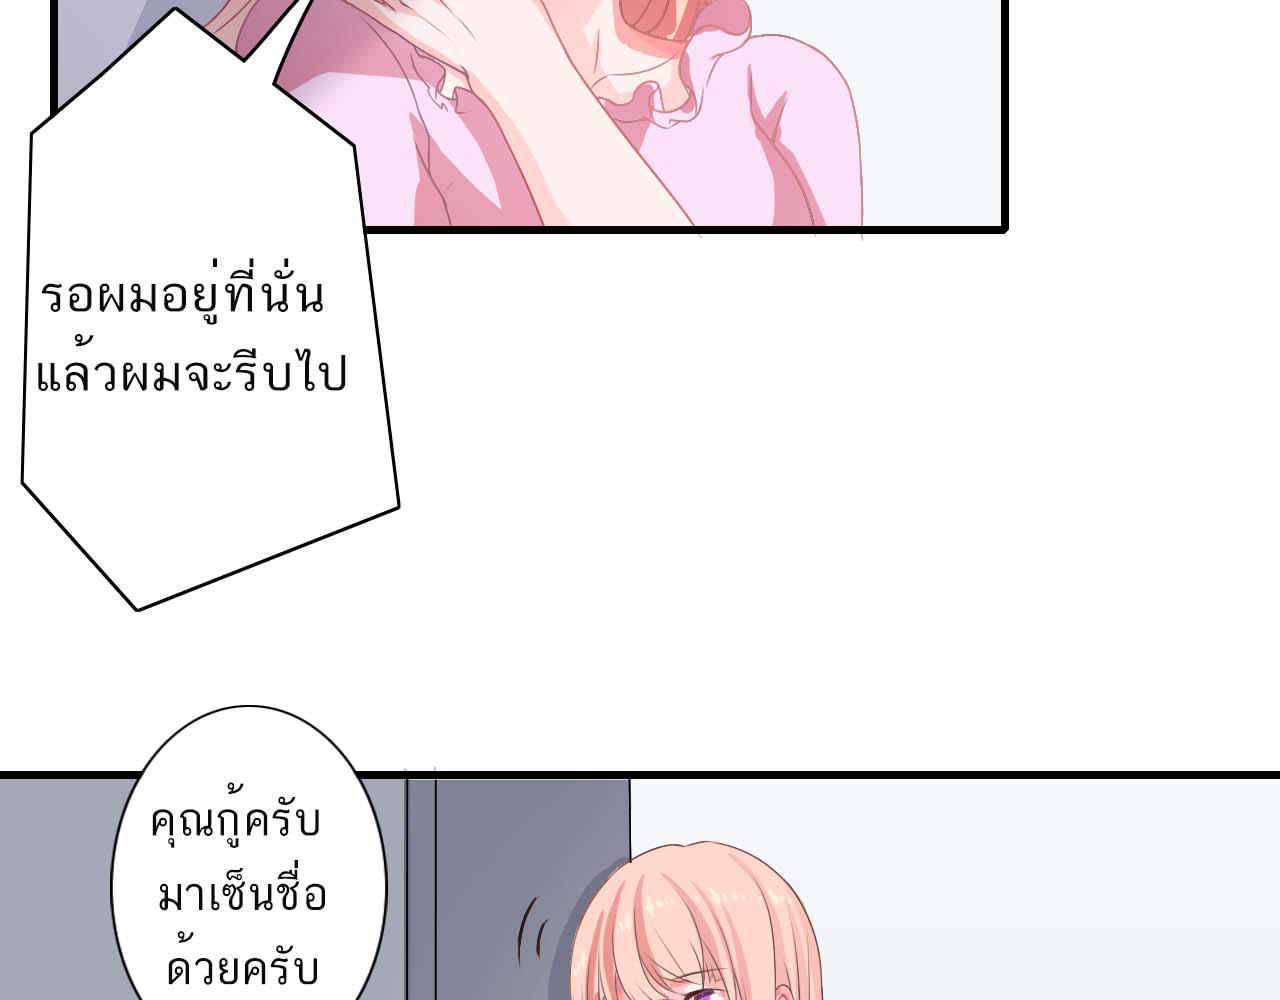 รอผมอยู่ที่นั่น
แล้วผมจะรีบไป
คุณกู้ครับ
มาเซ็นชื่อ
ด้วยครับ